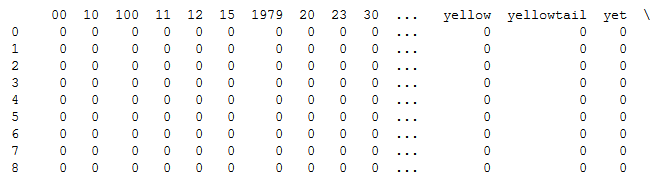 00 10 100 11 12 15 1979 20 23 30 ... yellow yellowtail yet \
0 0 0 0 0 0 0 0 0 0 0 ... 0 0 0
1 0 0 0 0 0 0 0 0 0 0 ... 0 0 0
2 0 0 0 0 0 0 0 0 0 0 ... 0 0 0
3 0 0 0 0 0 0 0 0 0 0 ... 0 0 0
4 0 0 0 0 0 0 0 0 0 0 ... 0 0 0
5 0 0 0 0 0 0 0 0 0 0 ... 0 0 0
6 0 0 0 0 0 0 0 0 0 0 ... 0 0 0
7 0 0 0 0 0 0 0 0 0 0 ... 0 0 0
8 0 0 0 0 0 0 0 0 0 0 ... 0 0 0